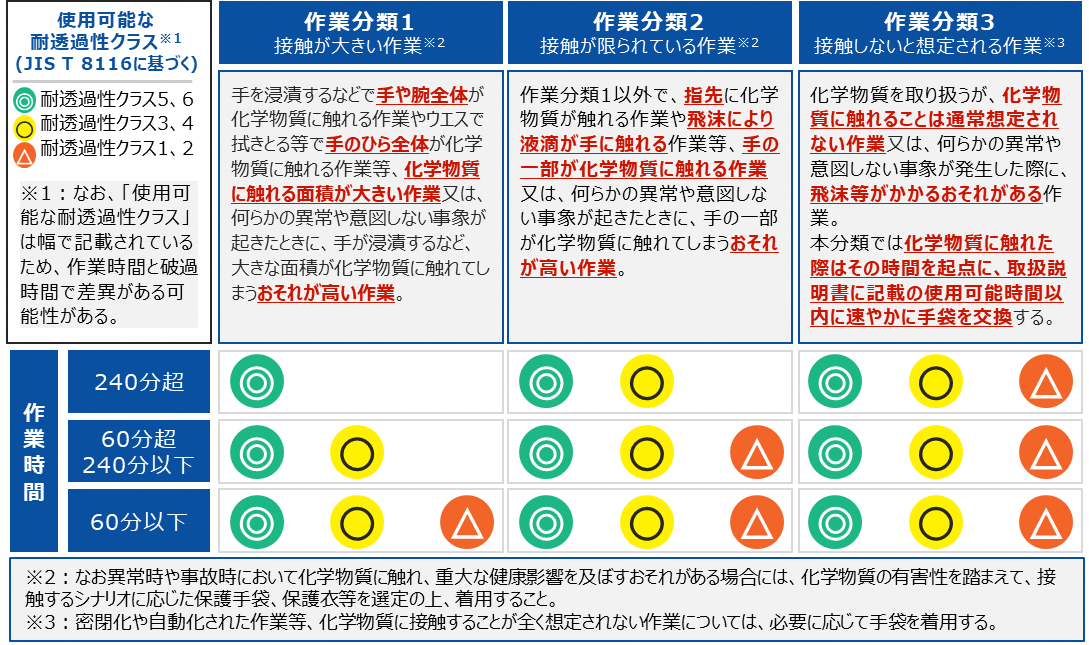 使用可能な
耐透過性クラス※1
(JIS T 8116に基づく)
◎ 耐透過性クラス5、6
○ 耐透過性クラス3、4
△ 耐透過性クラス1、2
※1：なお、「使用可
能な耐透過性クラス」
は幅で記載されている
ため、作業時間と破過
時間で差異がある可
能性がある。
作業分類1
接触が大きい作業※2
手を浸漬するなどで手や腕全体が
化学物質に触れる作業やウエスで
拭きとる等で手のひら全体が化学
物質に触れる作業等、化学物質
に触れる面積が大きい作業又は、
何らかの異常や意図しない事象が
起きたときに、手が浸漬するなど、
大きな面積が化学物質に触れてし
まうおそれが高い作業。
作業分類2
接触が限られている作業※2
作業分類1以外で、指先に化学
物質が触れる作業や飛沫により
液滴が手に触れる作業等、手の
一部が化学物質に触れる作業
又は、何らかの異常や意図しな
い事象が起きたときに、手の一部
が化学物質に触れてしまうおそれ
が高い作業。
作業分類3
接触しないと想定される作業※3
化学物質を取り扱うが、化学物
質に触れることは通常想定され
ない作業又は、何らかの異常や
意図しない事象が発生した際に、
飛沫等がかかるおそれがある作
業。
本分類では化学物質に触れた
際はその時間を起点に、取扱説
明書に記載の使用可能時間以
内に速やかに手袋を交換する。
作業時間
240分超
◎ ◎ ○ ◎ ○ △
60分超
240分以下
◎ ○ ◎ ○ △ ◎ ○ △
60分以下
◎ ○ △ ◎ ○ △ ◎ ○ △
※2：なお異常時や事故時において化学物質に触れ、重大な健康影響を及ぼすおそれがある場合には、化学物質の有害性を踏まえて、接
触するシナリオに応じた保護手袋、保護衣等を選定の上、着用すること。
※3：密閉化や自動化された作業等、化学物質に接触することが全く想定されない作業については、必要に応じて手袋を着用する。